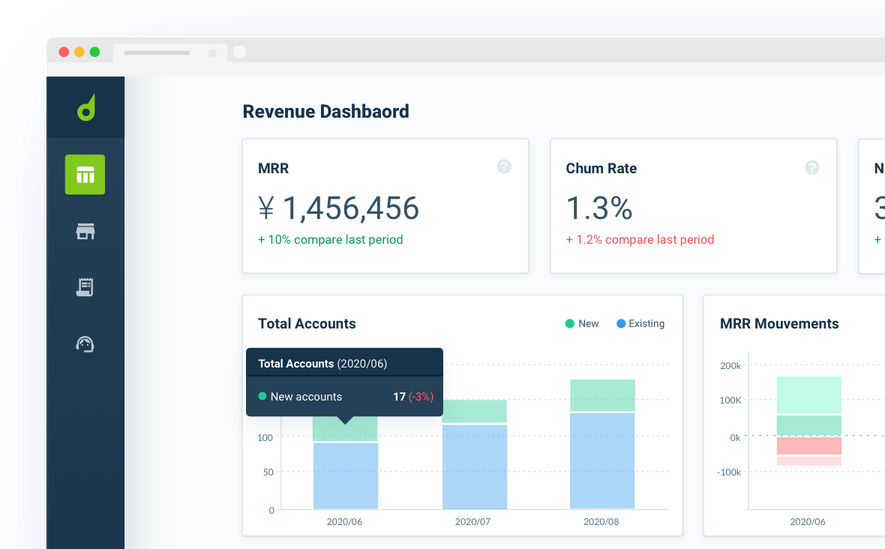 Revenue Dashbaord
MRR
?
¥ 1,456,456
+ 10% compare last period
Chum Rate
?
1.3%
+ 1.2% compare last period
N
3
+
Total Accounts
New
Existing
Total Accounts (2020/06)
New accounts 17 (-3%)
100
50
0
2020/06
2020/07
2020/08
MRR Mouvements
200k
100K
0k
-100k
2020/06